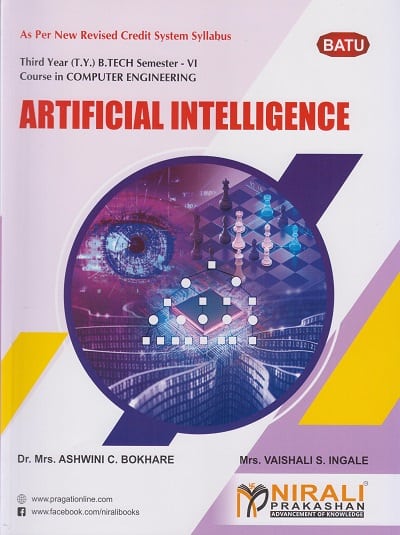 As Per New Revised Credit System Syllabus
BATU
Third Year (T.Y.) B.TECH Semester - VI
Course in COMPUTER ENGINEERING
ARTIFICIAL INTELLIGENCE
Dr. Mrs. ASHWINI C. BOKHARE
Mrs. VAISHALI S. INGALE
www.pragationline.com
www.facebook.com/niralibooks
NIRALI®
PRAKASHAN
ADVANCEMENT OF KNOWLEDGE